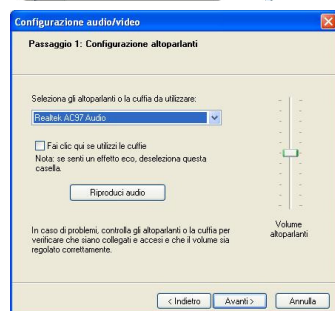 Configurazione audio/video
Passaggio 1: Configurazione altoparlanti
Seleziona gli altoparlanti o la cuffia da utilizzare:
Realtek AC97 Audio
Fai clic qui se utilizzi le cuffie
Nota: se senti un effetto eco, deseleziona questa
casella.
Riproduci audio
In caso di problemi, controlla gli altoparlanti o la cuffia per
verificare che siano collegati e accesi e che il volume sia
regolato correttamente.
Volume
altoparlanti
< Indietro
Avanti >
Annulla